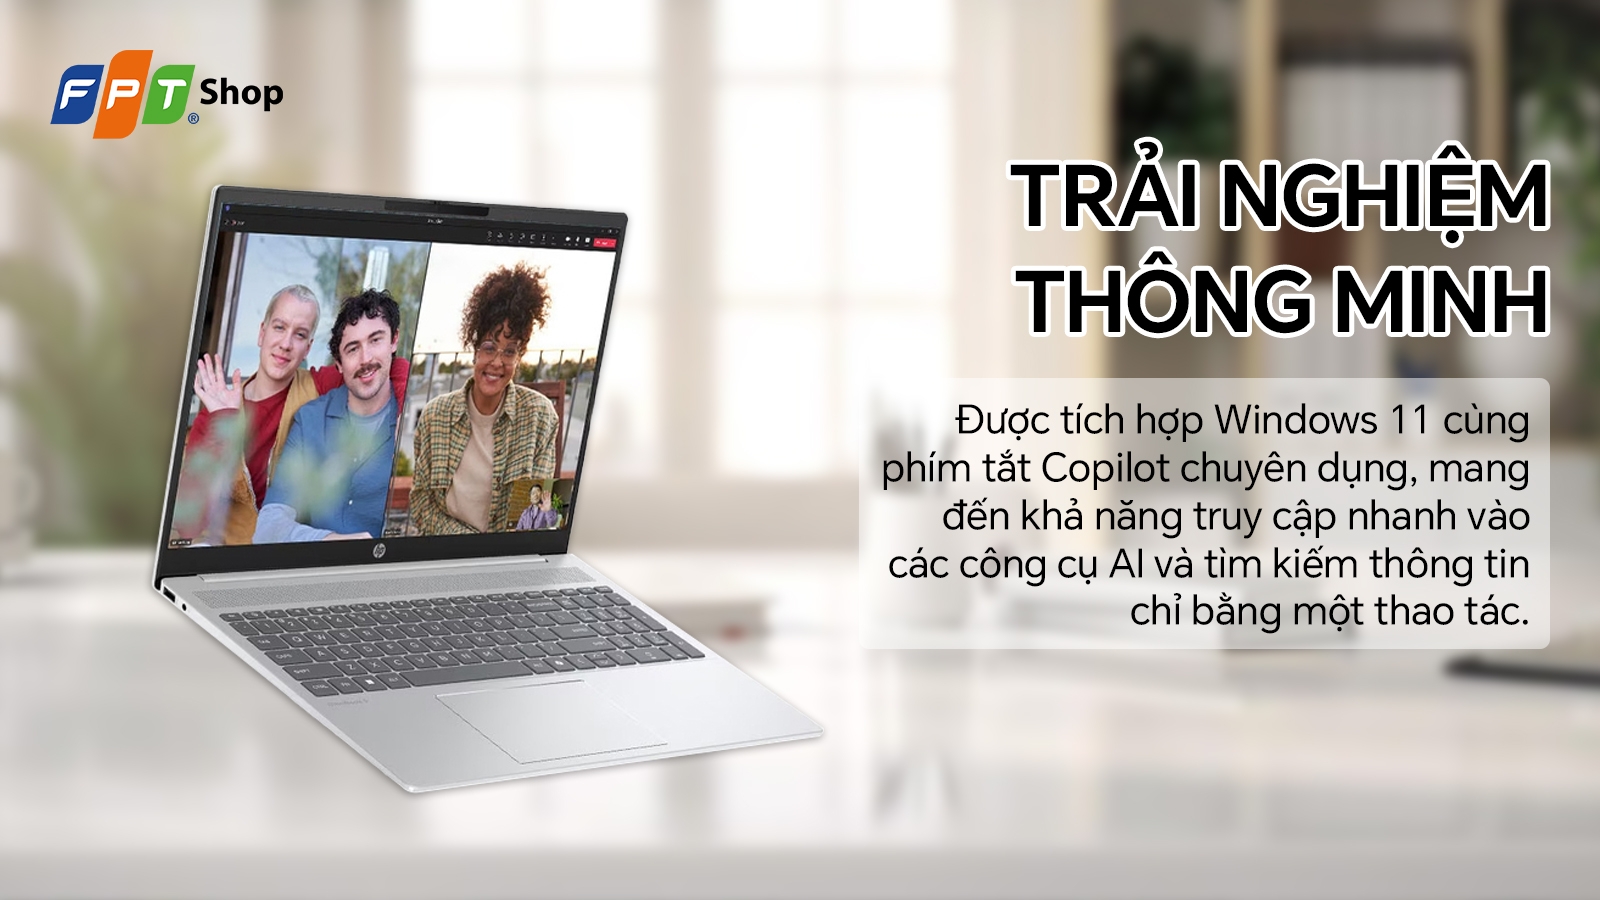 FPT® Shop
TRẢI NGHIỆM
THÔNG MINH
Được tích hợp Windows 11 cùng
phím tắt Copilot chuyên dụng, mang
đến khả năng truy cập nhanh vào
các công cụ AI và tìm kiếm thông tin
chỉ bằng một thao tác.
hp